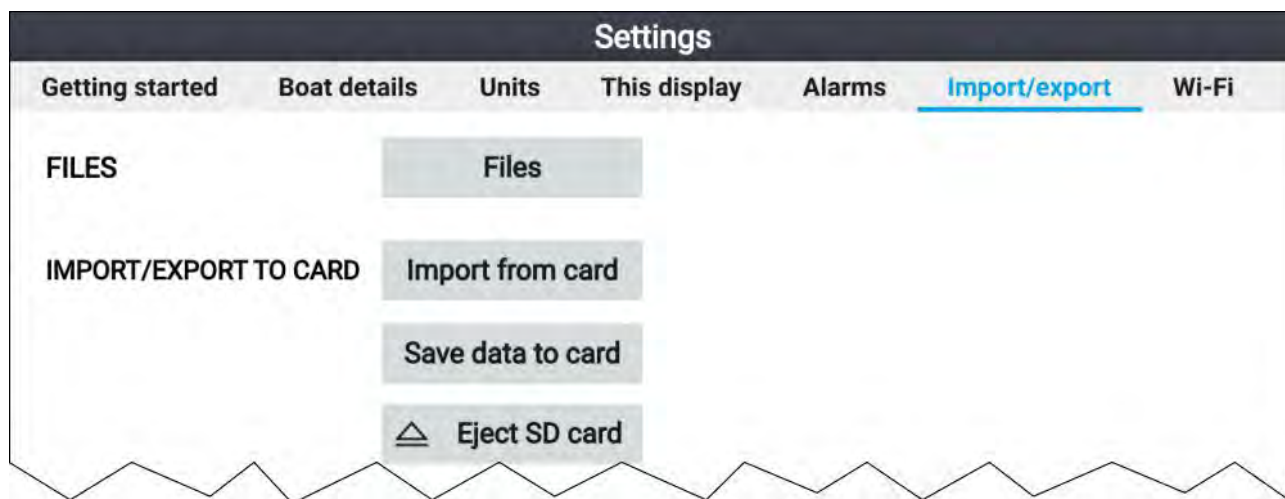 Settings
Getting started Boat details Units This display Alarms Import/export Wi-Fi
FILES Files
IMPORT/EXPORT TO CARD Import from card
Save data to card
Eject SD card